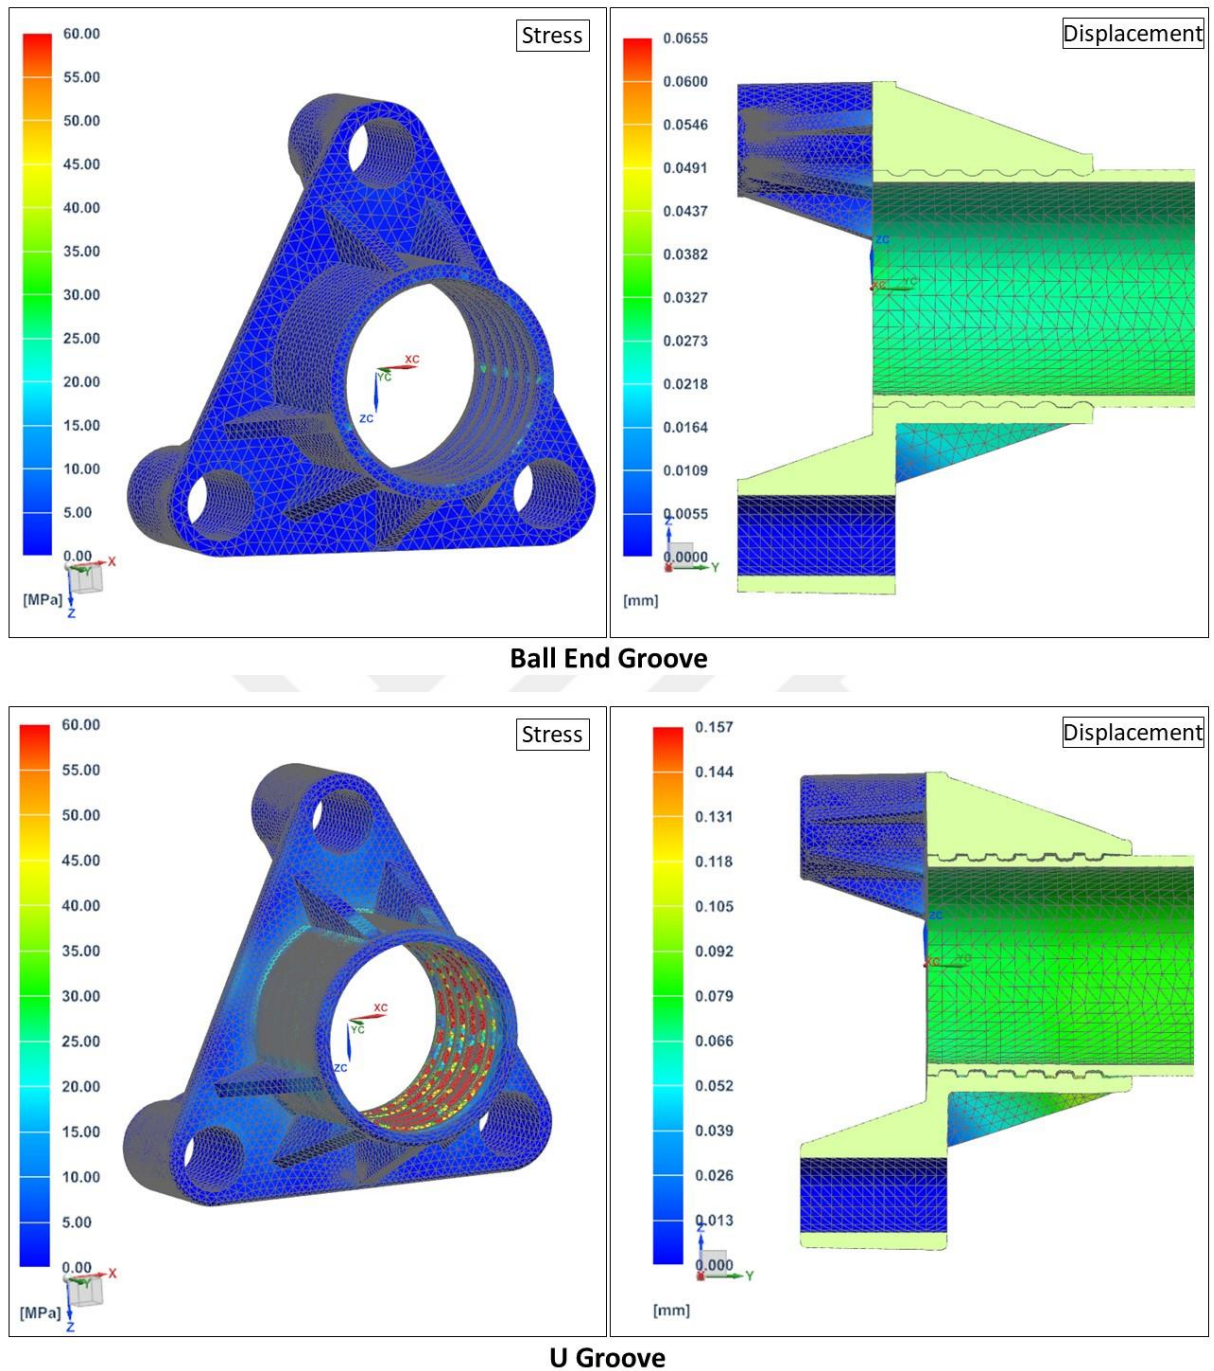 Stress
60.00
55.00
50.00
45.00
40.00
35.00
30.00
25.00
20.00
15.00
10.00
5.00
0.00
[MPa]
XC
YC
ZC
X
Y
Z
Displacement
0.0655
0.0600
0.0546
0.0491
0.0437
0.0382
0.0327
0.0273
0.0218
0.0164
0.0109
0.0055
0.0000
[mm]
ZC
XC
YC
Z
X
Y
Ball End Groove
Stress
60.00
55.00
50.00
45.00
40.00
35.00
30.00
25.00
20.00
15.00
10.00
5.00
0.00
[MPa]
XC
YC
ZC
X
Y
Z
Displacement
0.157
0.144
0.131
0.118
0.105
0.092
0.079
0.066
0.052
0.039
0.026
0.013
0.000
[mm]
ZC
XC
YC
Z
X
Y
U Groove